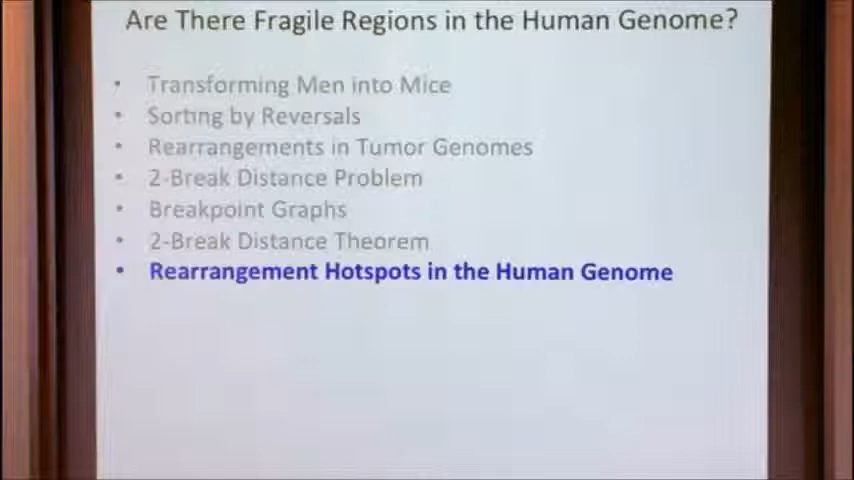 Are There Fragile Regions in the Human Genome?
• Transforming Men into Mice
• Sorting by Reversals
• Rearrangements in Tumor Genomes
• 2-Break Distance Problem
• Breakpoint Graphs
• 2-Break Distance Theorem
• Rearrangement Hotspots in the Human Genome